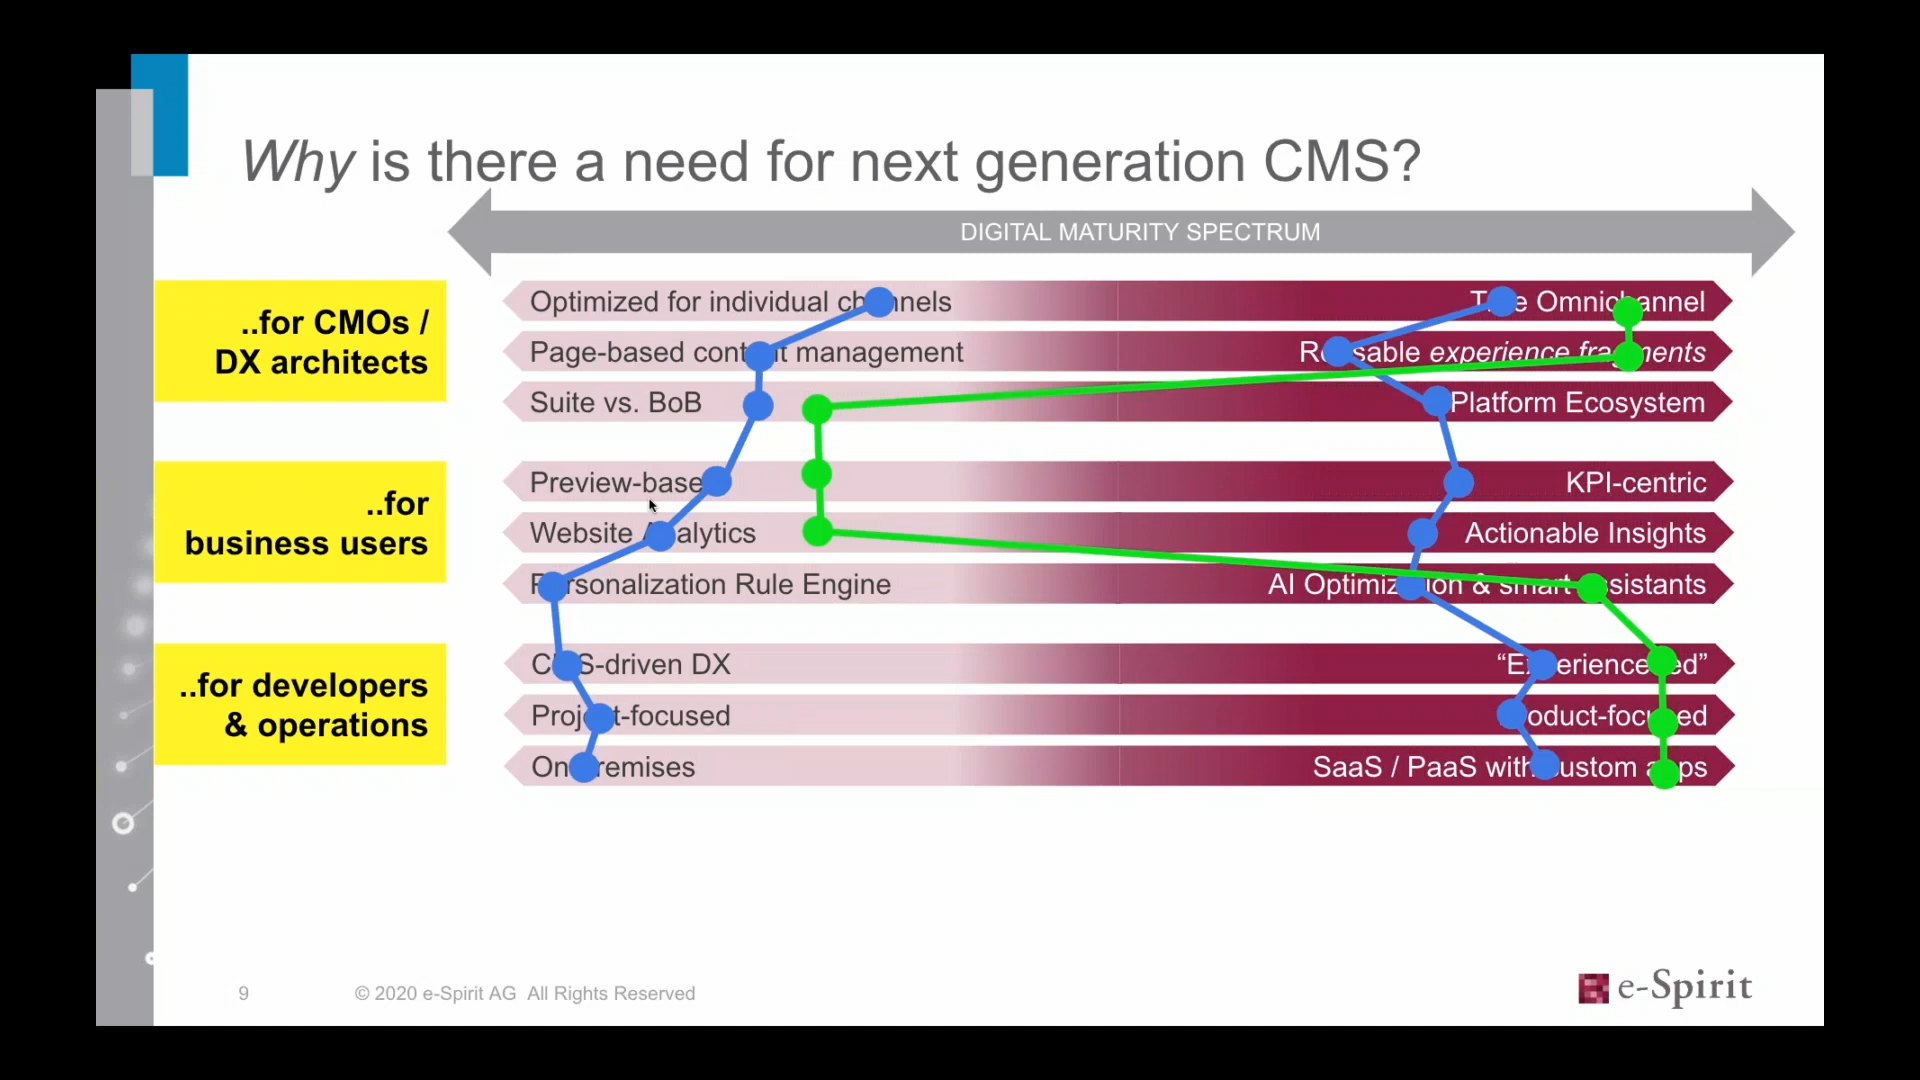 Why is there a need for next generation CMS?
DIGITAL MATURITY SPECTRUM
..for CMOs /
DX architects
Optimized for individual channels
True Omnichannel
Page-based content management
Reusable experience fragments
Suite vs. BoB
Platform Ecosystem
..for
business users
Preview-based
KPI-centric
Website Analytics
Actionable Insights
Personalization Rule Engine
AI Optimization & smart assistants
..for developers
& operations
CMS-driven DX
“Experience-led”
Project-focused
Product-focused
On-Premises
SaaS / PaaS with custom apps
9
© 2020 e-Spirit AG All Rights Reserved
e-Spirit